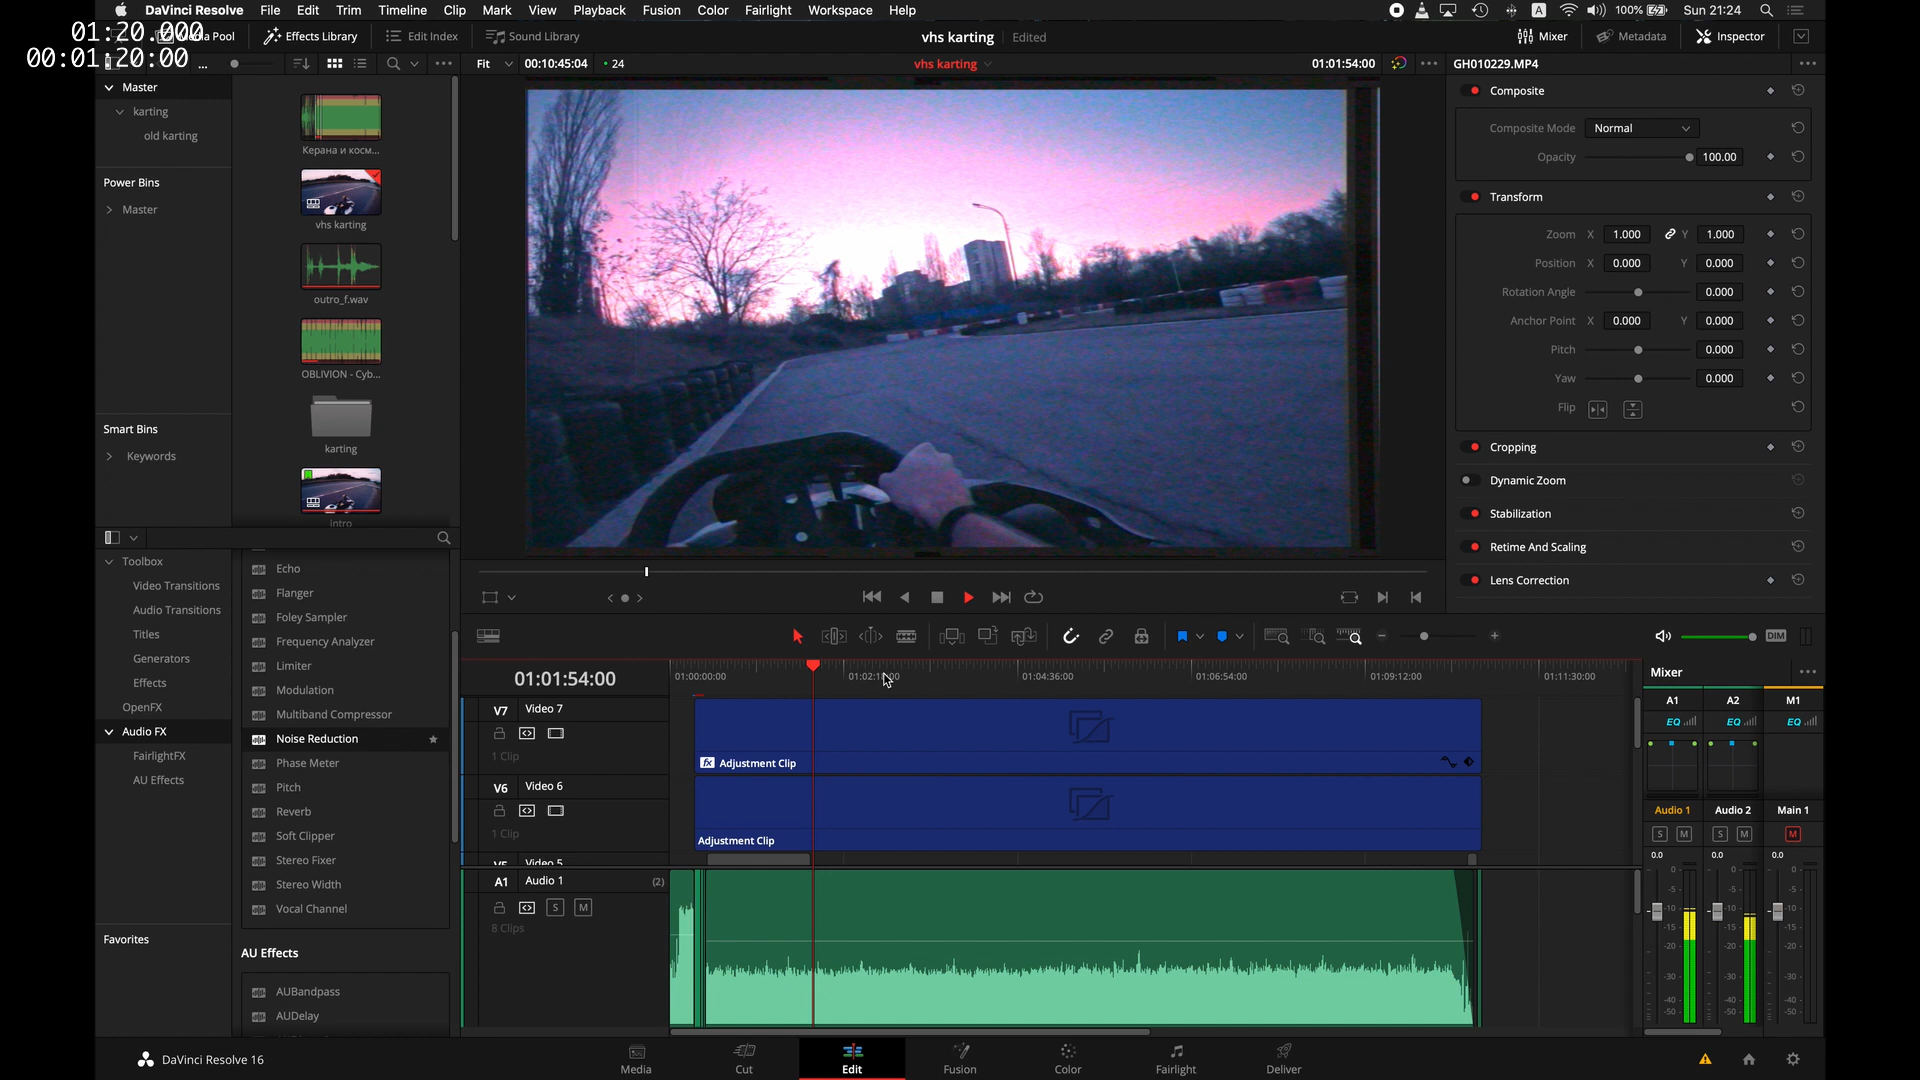 DaVinci Resolve File Edit Trim Timeline Clip Mark View Playback Fusion Color Fairlight Workspace Help
A 100% Sun 21:24
01:20.000
00:01:20:00
Media Pool Effects Library Edit Index Sound Library
vhs karting Edited
Mixer Metadata Inspector
Fit 00:10:45:04 24 vhs karting 01:01:54:00
GH010229.MP4
Master
karting
old karting
Power Bins
Master
Smart Bins
Keywords
Керана и косм...
vhs karting
outro_f.wav
OBLIVION - Cyb...
karting
intro
Composite
Composite Mode Normal
Opacity 100.00
Transform
Zoom X 1.000 Y 1.000
Position X 0.000 Y 0.000
Rotation Angle 0.000
Anchor Point X 0.000 Y 0.000
Pitch 0.000
Yaw 0.000
Flip
Cropping
Dynamic Zoom
Stabilization
Retime And Scaling
Lens Correction
Toolbox
Video Transitions
Audio Transitions
Titles
Generators
Effects
OpenFX
Audio FX
FairlightFX
AU Effects
Favorites
Echo
Flanger
Foley Sampler
Frequency Analyzer
Limiter
Modulation
Multiband Compressor
Noise Reduction
Phase Meter
Pitch
Reverb
Soft Clipper
Stereo Fixer
Stereo Width
Vocal Channel
AU Effects
AUBandpass
AUDelay
DIM
01:01:54:00
01:00:00:00 01:04:36:00 01:06:54:00 01:09:12:00 01:11:30:00
V7 Video 7
1 Clip
Adjustment Clip
V6 Video 6
1 Clip
Adjustment Clip
V5 Video 5
A1 Audio 1 (2)
S M
8 Clips
Mixer
A1 A2 M1
EQ EQ EQ
Audio 1 Audio 2 Main 1
S M S M M
0.0 0.0 0.0
0 0 0
-5 -5 -5
-10 -10 -10
-15 -15 -15
-20 -20 -20
-30 -30 -30
-40 -40 -40
-50 -50 -50
DaVinci Resolve 16
Media Cut Edit Fusion Color Fairlight Deliver